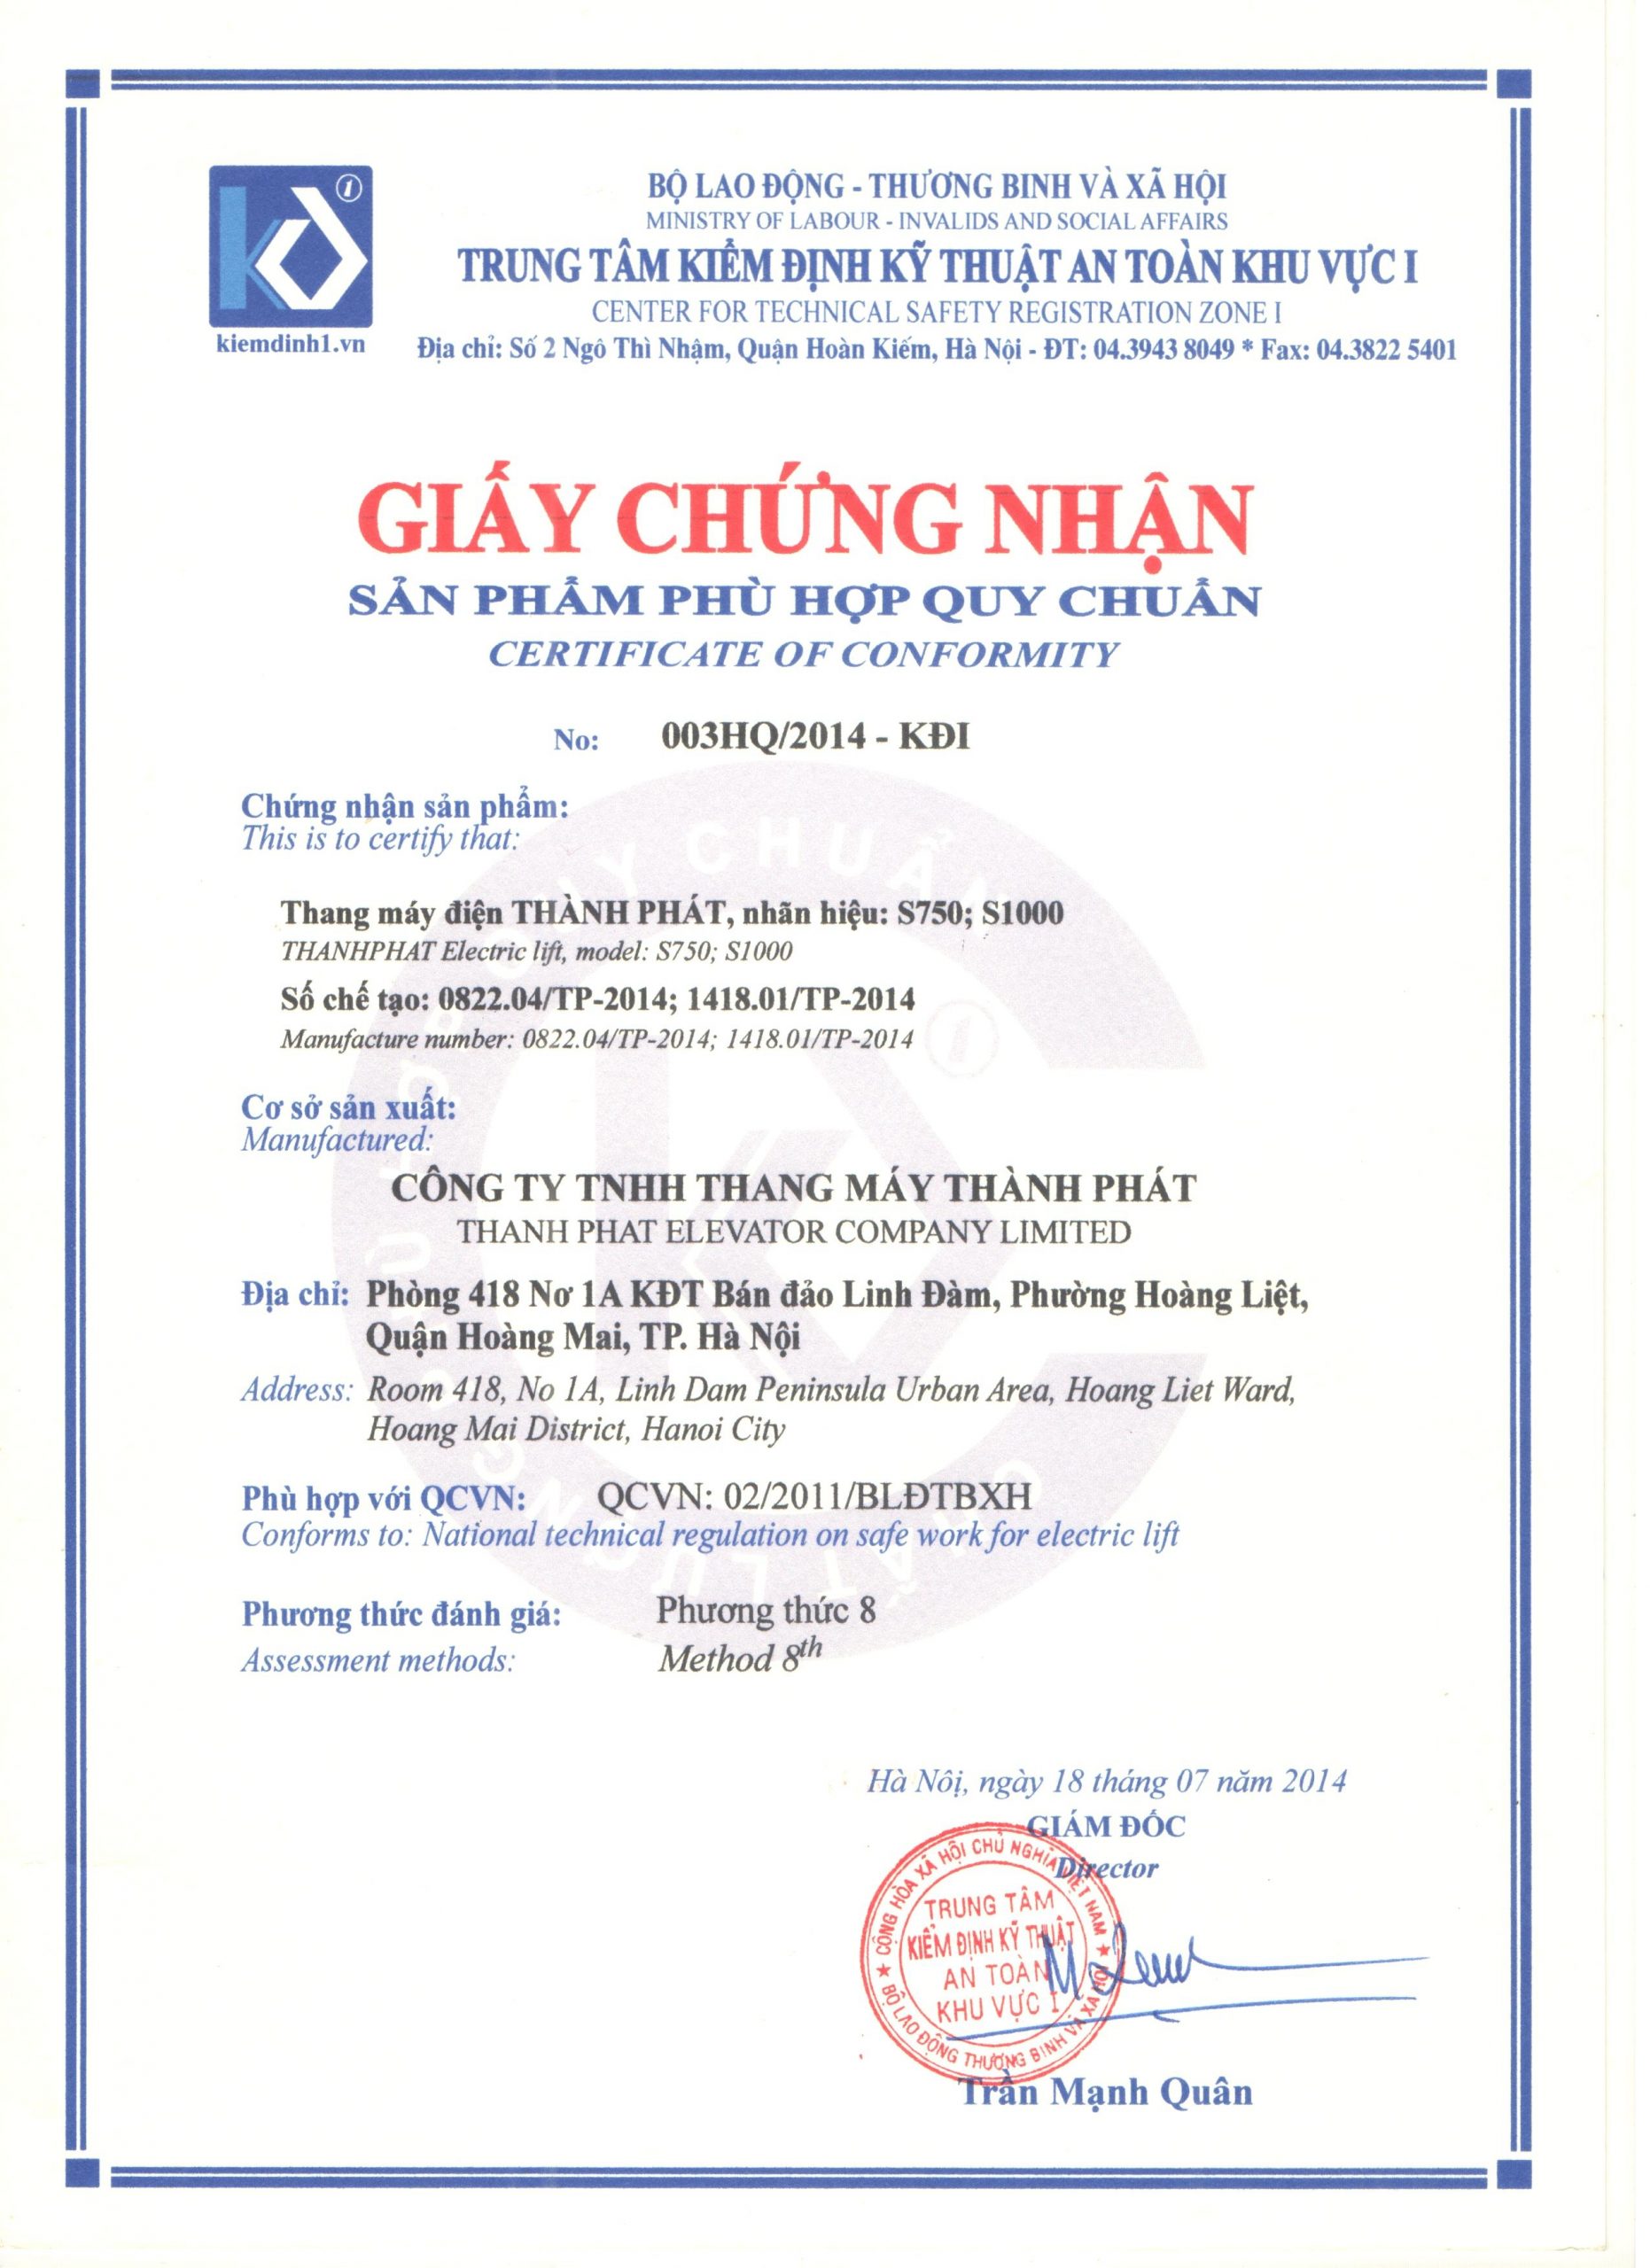 kiemdinh1.vn
BỘ LAO ĐỘNG - THƯƠNG BINH VÀ XÃ HỘI
MINISTRY OF LABOUR - INVALIDS AND SOCIAL AFFAIRS
TRUNG TÂM KIỂM ĐỊNH KỸ THUẬT AN TOÀN KHU VỰC I
CENTER FOR TECHNICAL SAFETY REGISTRATION ZONE I
Địa chỉ: Số 2 Ngô Thì Nhậm, Quận Hoàn Kiếm, Hà Nội - ĐT: 04.3943 8049 * Fax: 04.3822 5401
GIẤY CHỨNG NHẬN
SẢN PHẨM PHÙ HỢP QUY CHUẨN
CERTIFICATE OF CONFORMITY
No: 003HQ/2014 - KĐI
Chứng nhận sản phẩm:
This is to certify that:
Thang máy điện THÀNH PHÁT, nhãn hiệu: S750; S1000
THANHPHAT Electric lift, model: S750; S1000
Số chế tạo: 0822.04/TP-2014; 1418.01/TP-2014
Manufacture number: 0822.04/TP-2014; 1418.01/TP-2014
Cơ sở sản xuất:
Manufactured:
CÔNG TY TNHH THANG MÁY THÀNH PHÁT
THANH PHAT ELEVATOR COMPANY LIMITED
Địa chỉ: Phòng 418 Nơ 1A KĐT Bán đảo Linh Đàm, Phường Hoàng Liệt,
Quận Hoàng Mai, TP. Hà Nội
Address: Room 418, No 1A, Linh Dam Peninsula Urban Area, Hoang Liet Ward,
Hoang Mai District, Hanoi City
Phù hợp với QCVN: QCVN: 02/2011/BLĐTBXH
Conforms to: National technical regulation on safe work for electric lift
Phương thức đánh giá: Phương thức 8
Assessment methods: Method 8th
Hà Nôị, ngày 18 tháng 07 năm 2014
GIÁM ĐỐC
Director
CỘNG HÒA XÃ HỘI CHỦ NGHĨA VIỆT NAM
TRUNG TÂM
KIỂM ĐỊNH KỸ THUẬT
AN TOÀN
KHU VỰC I
BỘ LAO ĐỘNG THƯƠNG BINH VÀ XÃ HỘI
Trần Mạnh Quân